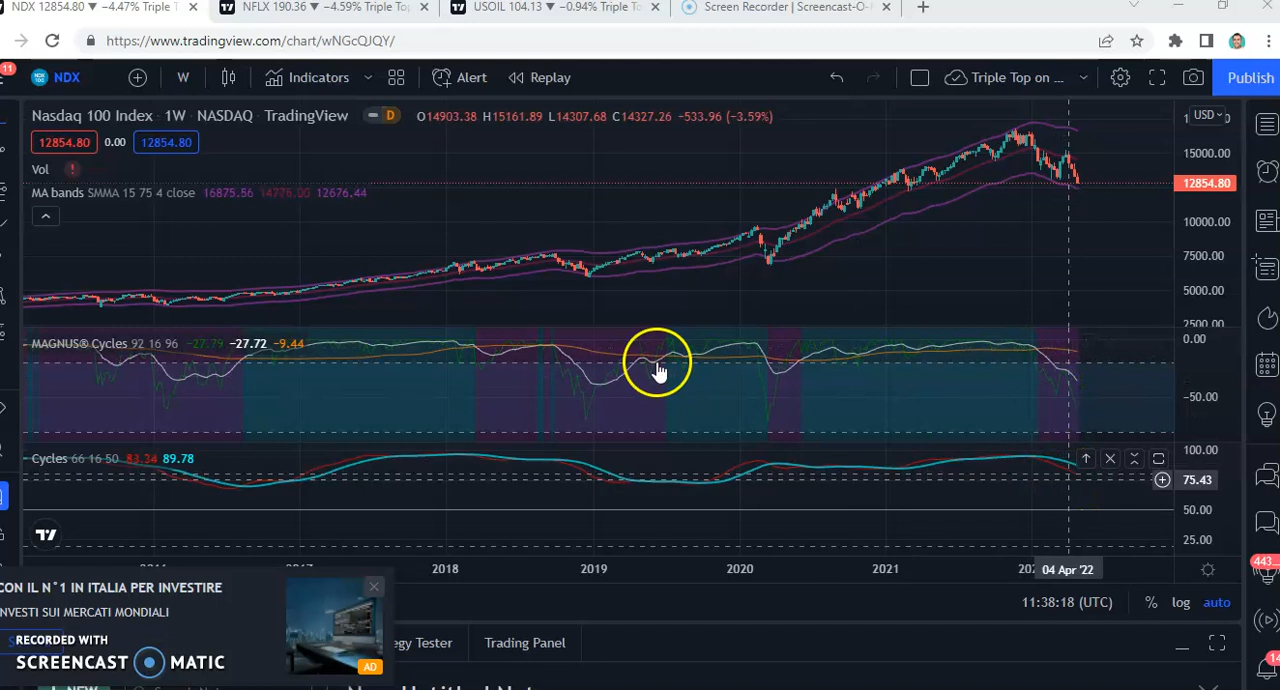 NDX 12854.80 ▼ −4.47% Triple T
NFLX 190.36 ▼ −4.59% Triple To
USOIL 104.13 ▼ −0.94% Triple To
Screen Recorder | Screencast-O-M
https://www.tradingview.com/chart/wNGcQJQY/
11
NDX
W
Indicators
Alert
Replay
Triple Top on ...
Publish
Nasdaq 100 Index · 1W · NASDAQ · TradingView
D
O14903.38 H15161.89 L14307.68 C14327.26 −533.96 (−3.59%)
USD
12854.80
0.00
12854.80
15000.00
Vol
12854.80
MA bands SMMA 15 75 4 close 16875.56 14776.00 12676.44
10000.00
7500.00
5000.00
2500.00
MAGNUS® Cycles 92 16 96 −27.79 −27.72 −9.44
0.00
−50.00
Cycles 66 16 50 83.34 89.78
100.00
75.43
50.00
25.00
2017
2018
2019
2020
2021
04 Apr '22
CON IL N°1 IN ITALIA PER INVESTIRE
INVESTI SUI MERCATI MONDIALI
AD
11:38:18 (UTC)
%
log
auto
443
RECORDED WITH
SCREENCAST MATIC
egy Tester
Trading Panel
14
NEW